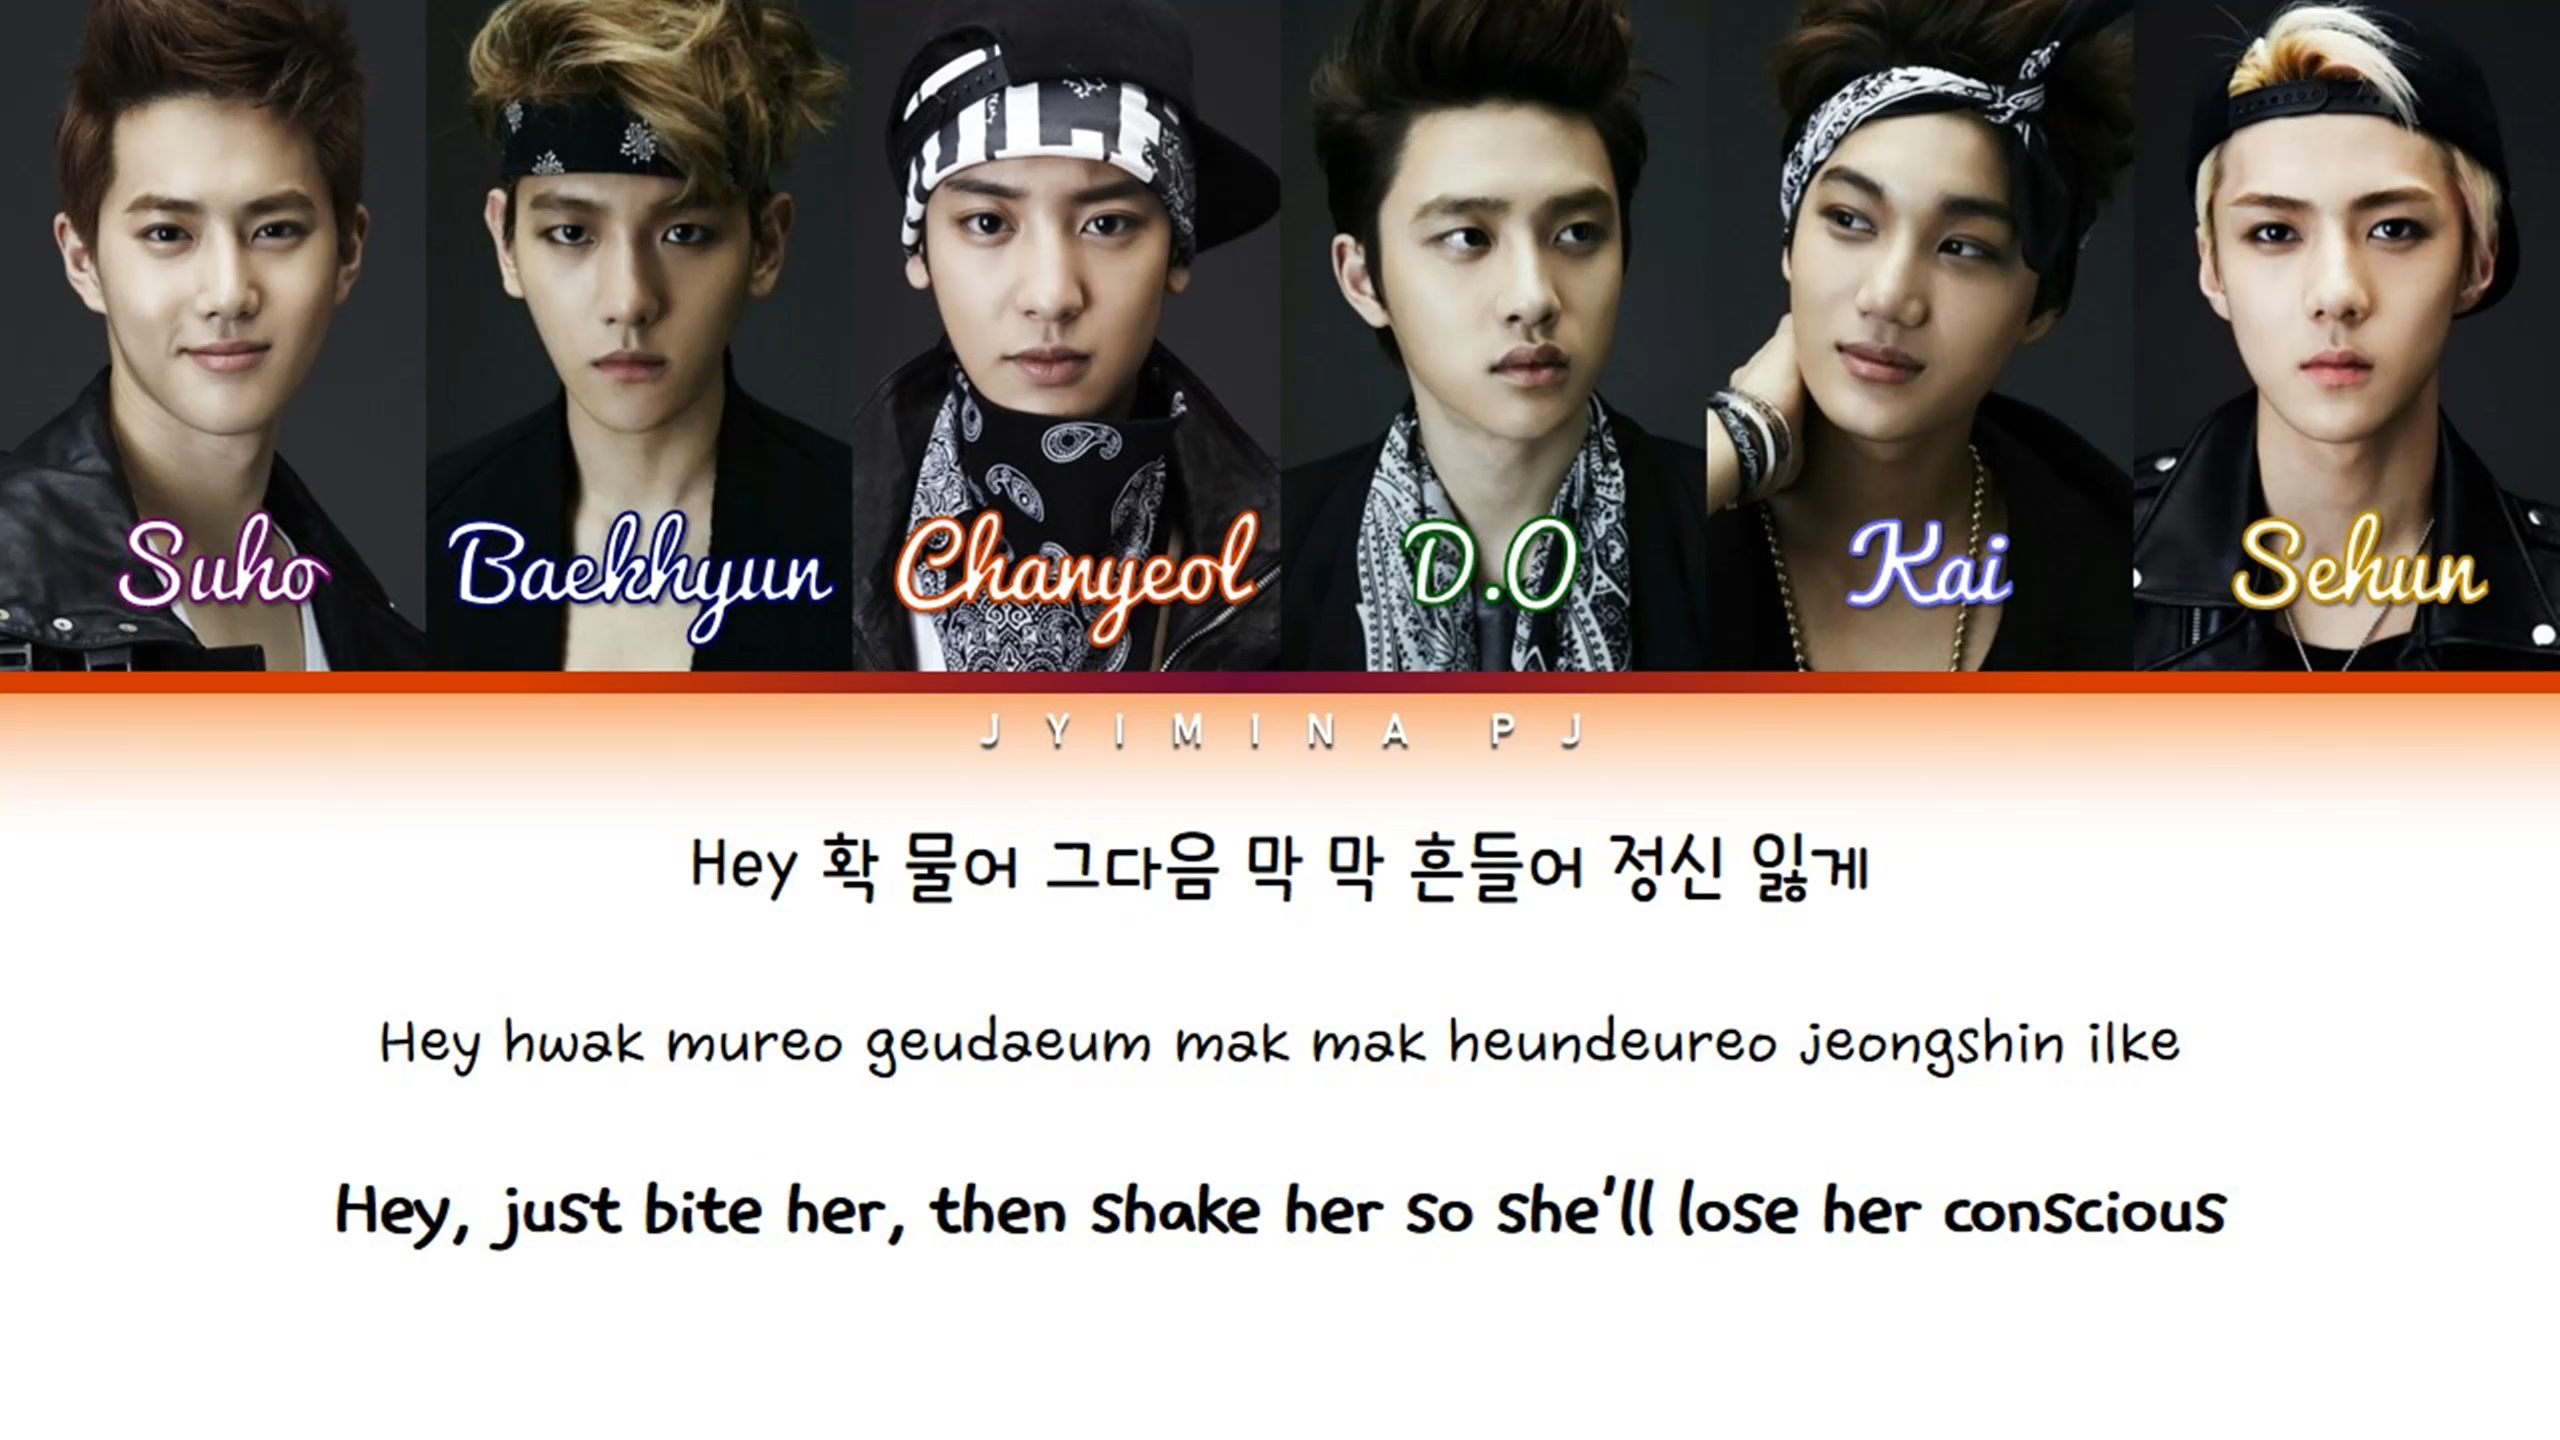 Suho Baekhyun Chanyeol D.O Kai Sehun
JYIMINA PJ
Hey 확 물어 그다음 막 막 흔들어 정신 잃게
Hey hwak mureo geudaeum mak mak heundeureo jeongshin ilke
Hey, just bite her, then shake her so she'll lose her conscious